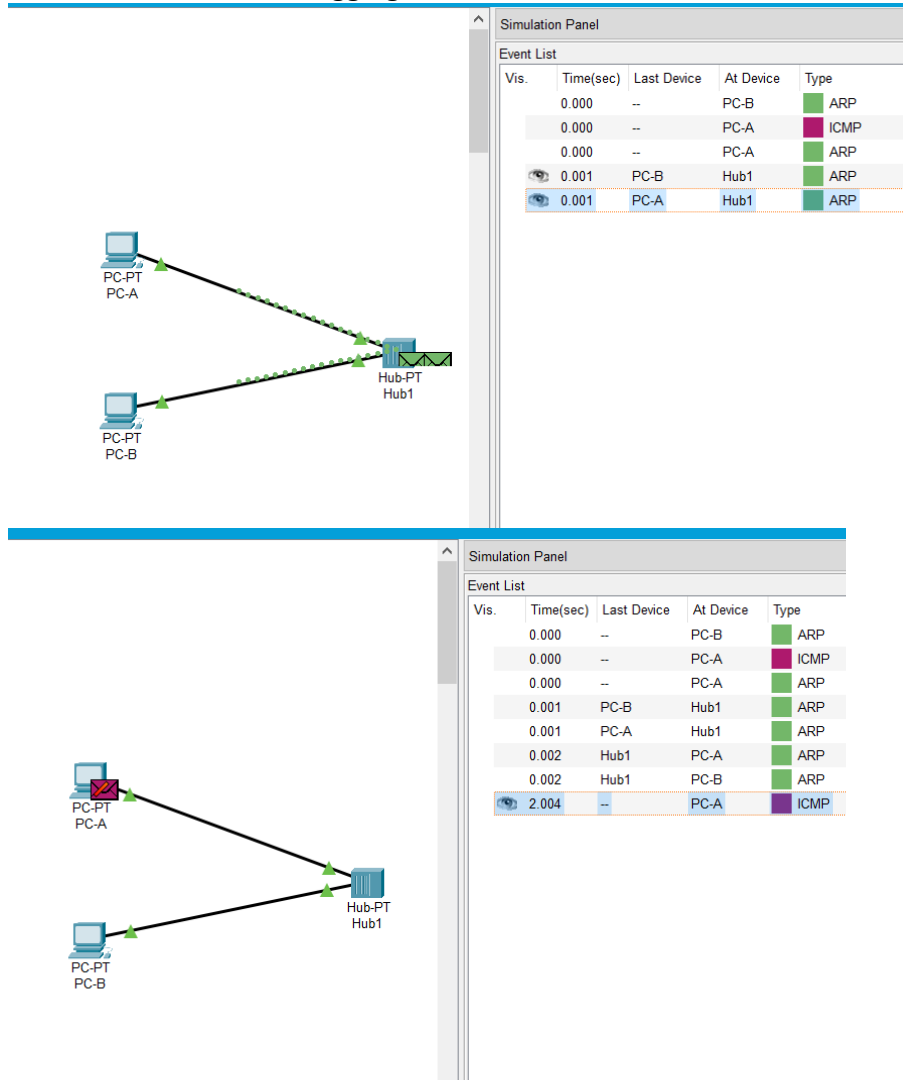 Simulation Panel
Event List
Vis. Time(sec) Last Device At Device Type
0.000 -- PC-B ARP
0.000 -- PC-A ICMP
0.000 -- PC-A ARP
0.001 PC-B Hub1 ARP
0.001 PC-A Hub1 ARP
PC-PT
PC-A
Hub-PT
Hub1
PC-PT
PC-B
Simulation Panel
Event List
Vis. Time(sec) Last Device At Device Type
0.000 -- PC-B ARP
0.000 -- PC-A ICMP
0.000 -- PC-A ARP
0.001 PC-B Hub1 ARP
0.001 PC-A Hub1 ARP
0.002 Hub1 PC-A ARP
0.002 Hub1 PC-B ARP
2.004 -- PC-A ICMP
PC-PT
PC-A
Hub-PT
Hub1
PC-PT
PC-B